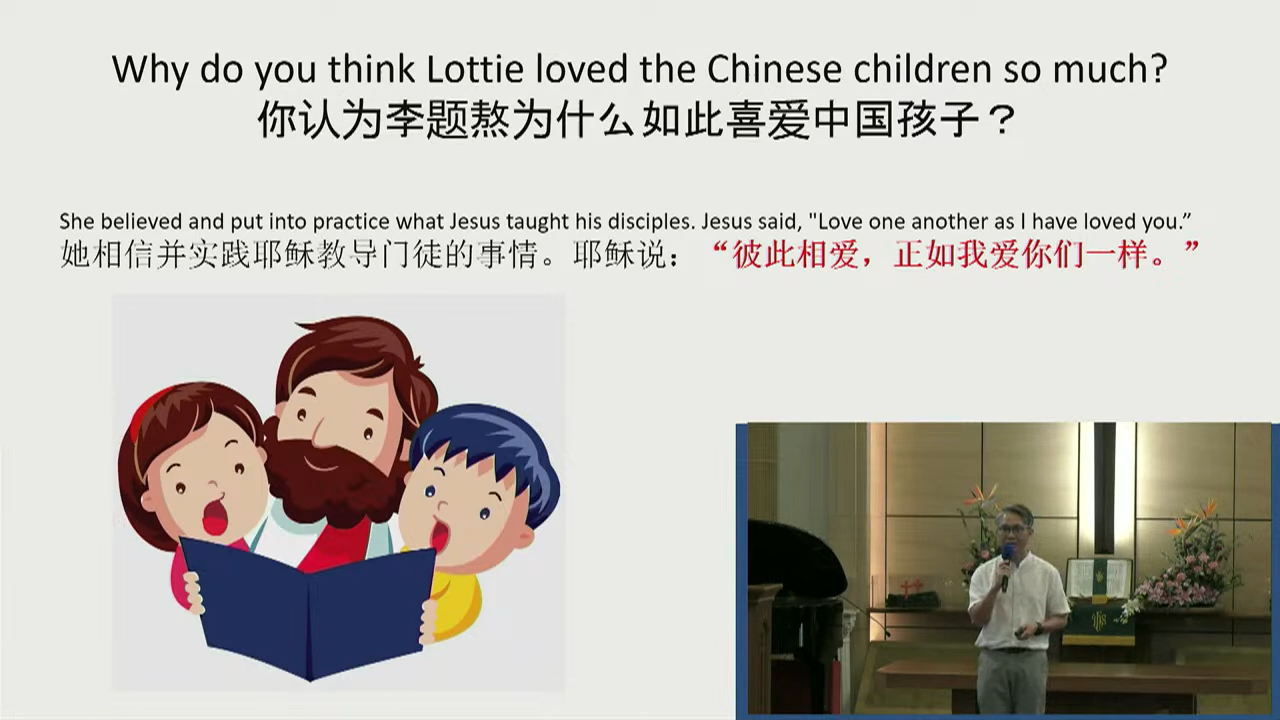 Why do you think Lottie loved the Chinese children so much?
你认为李题熬为什么如此喜爱中国孩子？
She believed and put into practice what Jesus taught his disciples. Jesus said, "Love one another as I have loved you.”
她相信并实践耶稣教导门徒的事情。耶稣说：“彼此相爱，正如我爱你们一样。”